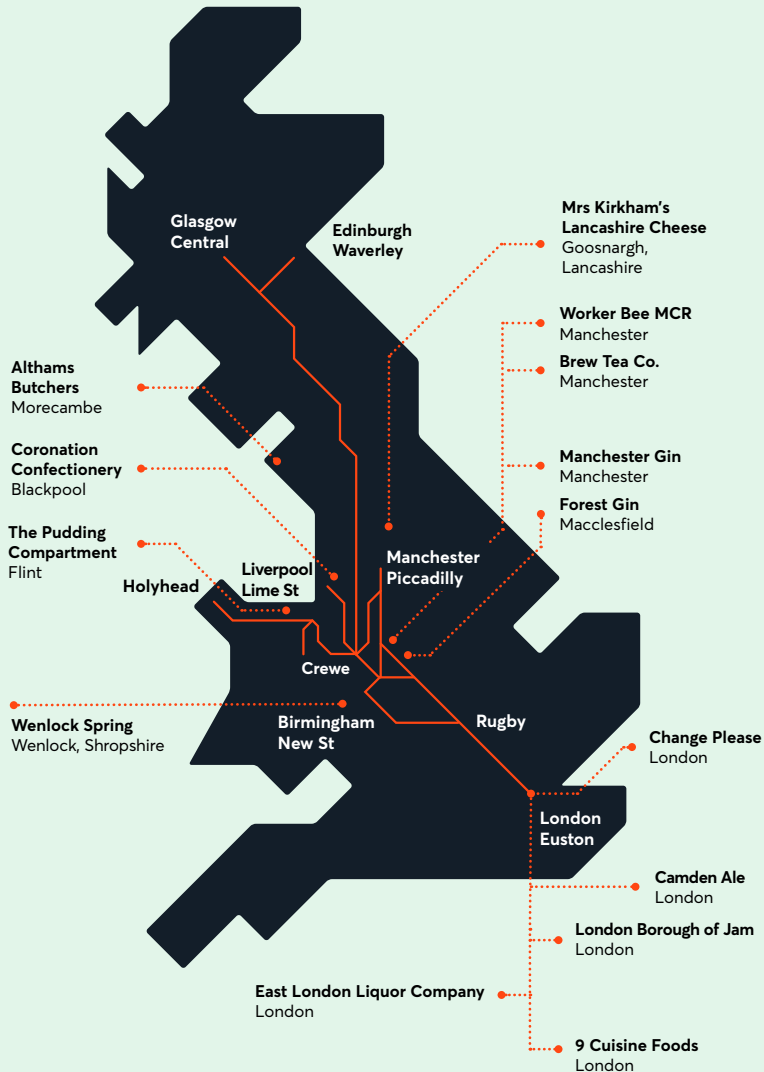 Glasgow
Central
Edinburgh
Waverley
Mrs Kirkham's
Lancashire Cheese
Goosnargh,
Lancashire
Worker Bee MCR
Manchester
Brew Tea Co.
Manchester
Althams
Butchers
Morecambe
Coronation
Confectionery
Blackpool
Manchester Gin
Manchester
Forest Gin
Macclesfield
The Pudding
Compartment
Flint
Holyhead
Liverpool
Lime St
Manchester
Piccadilly
Crewe
Wenlock Spring
Wenlock, Shropshire
Birmingham
New St
Rugby
Change Please
London
London
Euston
Camden Ale
London
London Borough of Jam
London
East London Liquor Company
London
9 Cuisine Foods
London